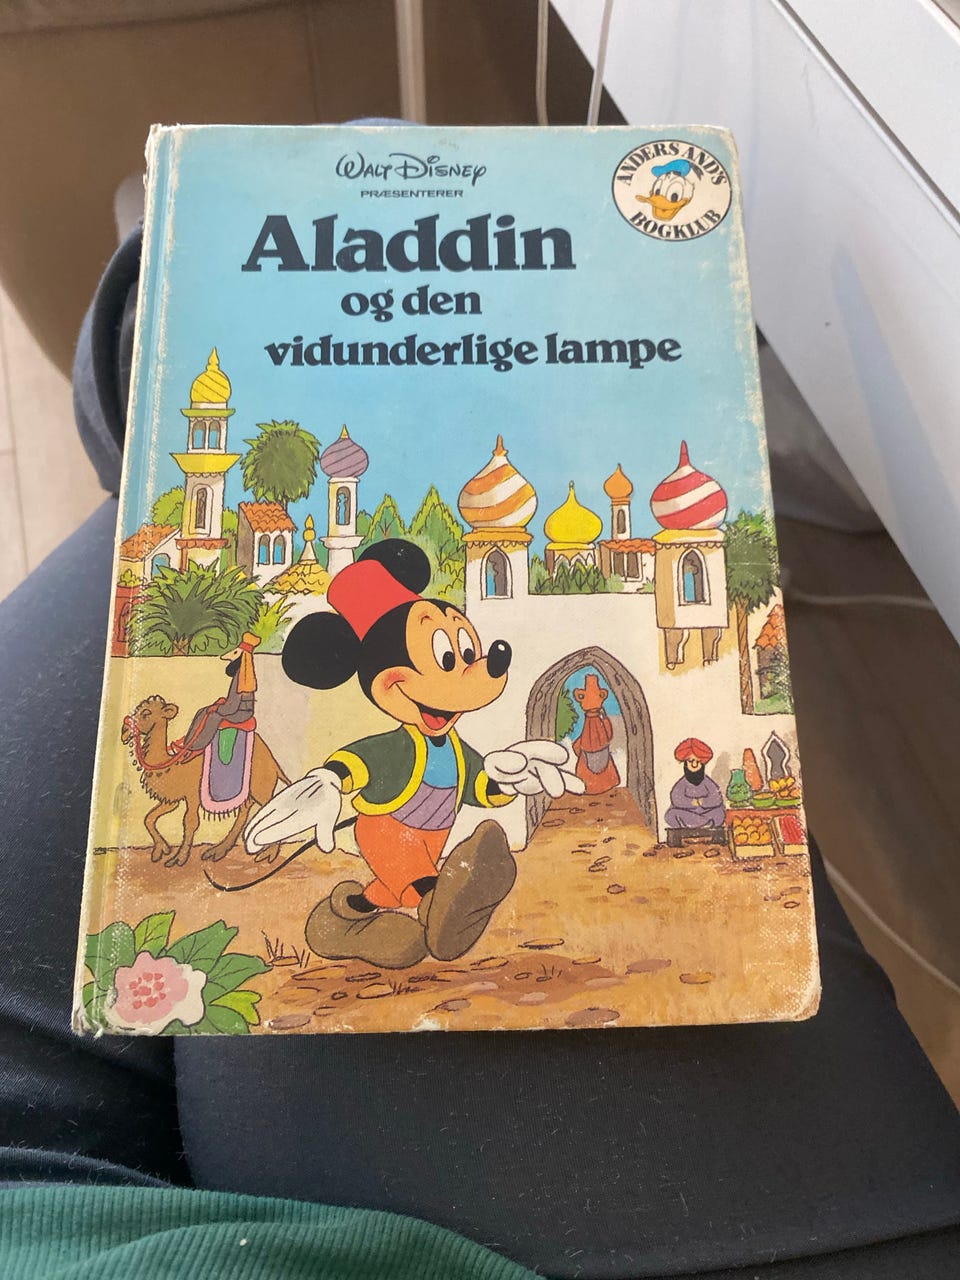 WALT DISNEY
PRÆSENTERER
ANDERS AND'S
BOGKLUB
Aladdin
og den
vidunderlige lampe